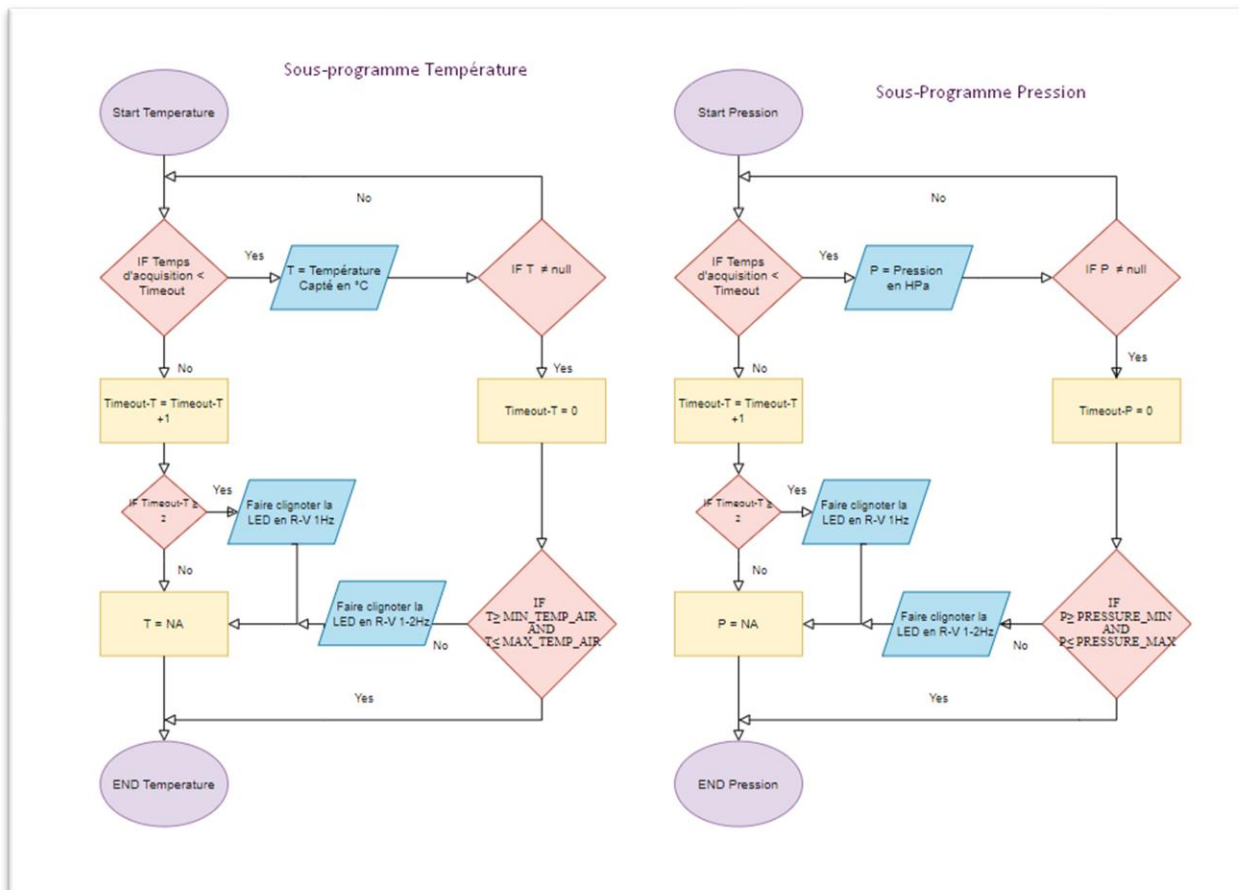 Sous-programme Température
Start Temperature
No
IF Temps
d'acquisition <
Timeout
Yes
T = Température
Capté en °C
IF T ≠ null
No
Yes
Timeout-T = Timeout-T
+1
Timeout-T = 0
IF Timeout-T ≥
2
Yes
Faire clignoter la
LED en R-V 1Hz
No
T = NA
Faire clignoter la
LED en R-V 1-2Hz
No
IF
T≥ MIN_TEMP_AIR
AND
T≤ MAX_TEMP_AIR
Yes
END Temperature
Sous-Programme Pression
Start Pression
No
IF Temps
d'acquisition <
Timeout
Yes
P = Pression
en HPa
IF P ≠ null
No
Yes
Timeout-T = Timeout-T
+1
Timeout-P = 0
IF Timeout-T ≥
2
Yes
Faire clignoter la
LED en R-V 1Hz
No
P = NA
Faire clignoter la
LED en R-V 1-2Hz
No
IF
P≥ PRESSURE_MIN
AND
P≤ PRESSURE_MAX
Yes
END Pression